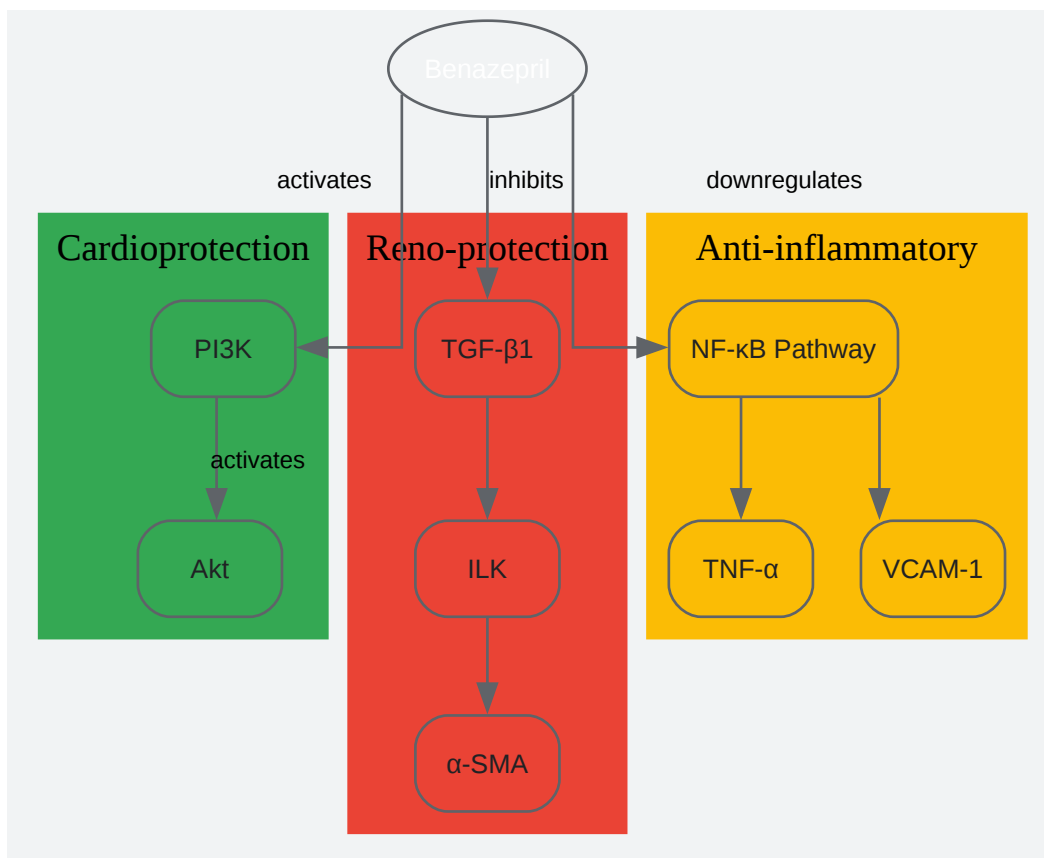 Benazepril
activates
inhibits
downregulates
Cardioprotection
Reno-protection
Anti-inflammatory
PI3K
TGF-β1
NF-κB Pathway
activates
Akt
ILK
TNF-α
VCAM-1
α-SMA